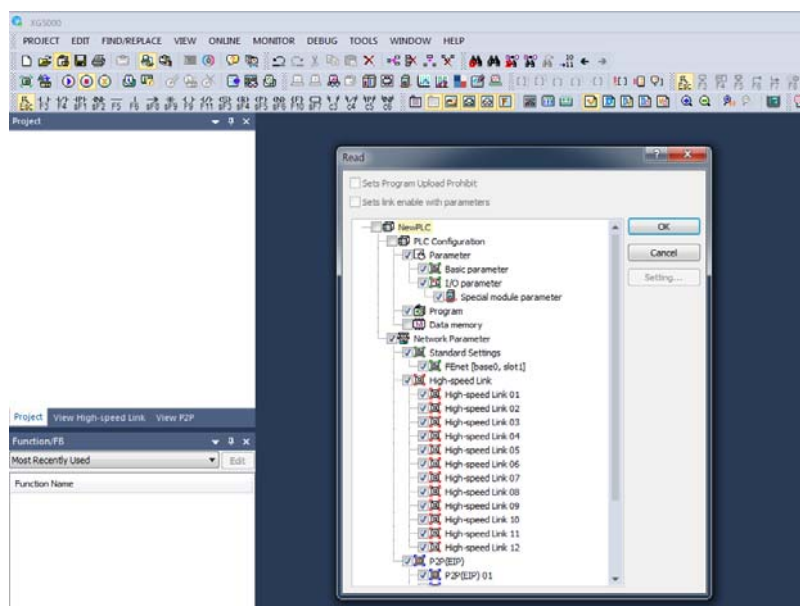 XG5000
PROJECT EDIT FIND/REPLACE VIEW ONLINE MONITOR DEBUG TOOLS WINDOW HELP
Project
Read
Sets Program Upload Prohibit
Sets link enable with parameters
NewPLC
OK
PLC Configuration
Parameter
Cancel
Basic parameter
I/O parameter
Setting...
Special module parameter
Program
Data memory
Network Parameter
Standard Settings
FEnet [base0, slot1]
High-speed Link
High-speed Link 01
High-speed Link 02
High-speed Link 03
High-speed Link 04
High-speed Link 05
High-speed Link 06
High-speed Link 07
High-speed Link 08
High-speed Link 09
High-speed Link 10
High-speed Link 11
High-speed Link 12
P2P(EIP)
P2P(EIP) 01
Project View High-speed Link View P2P
Function/FB
Most Recently Used Edit
Function Name